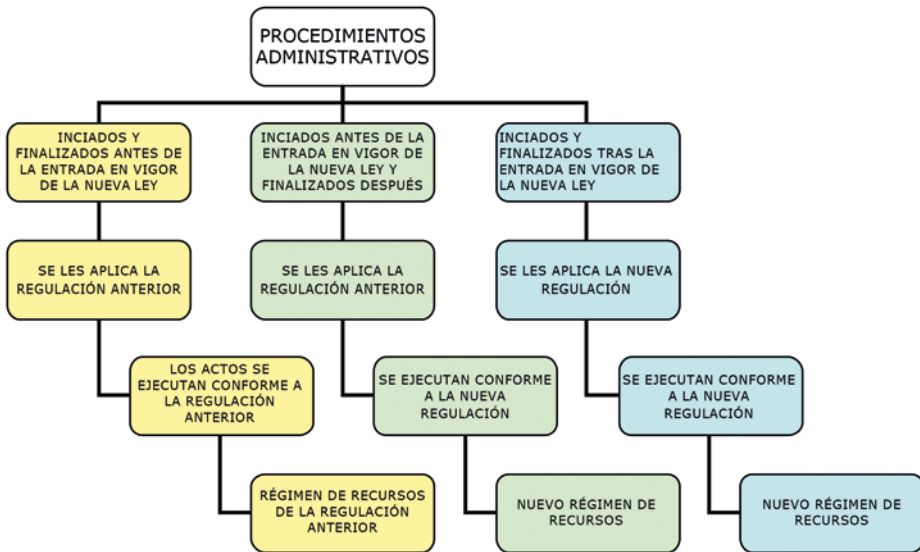 PROCEDIMIENTOS
ADMINISTRATIVOS
INCIADOS Y
FINALIZADOS ANTES DE
LA ENTRADA EN VIGOR
DE LA NUEVA LEY
INCIADOS ANTES DE LA
ENTRADA EN VIGOR DE
LA NUEVA LEY Y
FINALIZADOS DESPUÉS
INCIADOS Y
FINALIZADOS TRAS LA
ENTRADA EN VIGOR DE
LA NUEVA LEY
SE LES APLICA LA
REGULACIÓN ANTERIOR
SE LES APLICA LA
REGULACIÓN ANTERIOR
SE LES APLICA LA NUEVA
REGULACIÓN
LOS ACTOS SE
EJECUTAN CONFORME A
LA REGULACIÓN
ANTERIOR
SE EJECUTAN CONFORME
A LA NUEVA
REGULACIÓN
SE EJECUTAN CONFORME
A LA NUEVA
REGULACIÓN
RÉGIMEN DE RECURSOS
DE LA REGULACIÓN
ANTERIOR
NUEVO RÉGIMEN DE
RECURSOS
NUEVO RÉGIMEN DE
RECURSOS